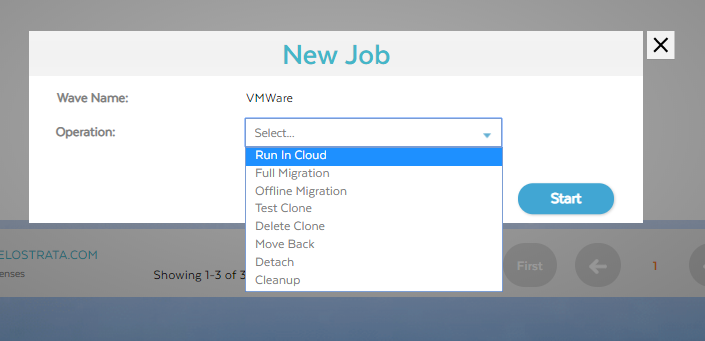 New Job
Wave Name: VMWare
Operation: Select...
Run In Cloud
Full Migration
Offline Migration
Test Clone
Delete Clone
Move Back
Detach
Cleanup
Start
ELOSTRATA.COM
enses
Showing 1-3 of 3
First
1